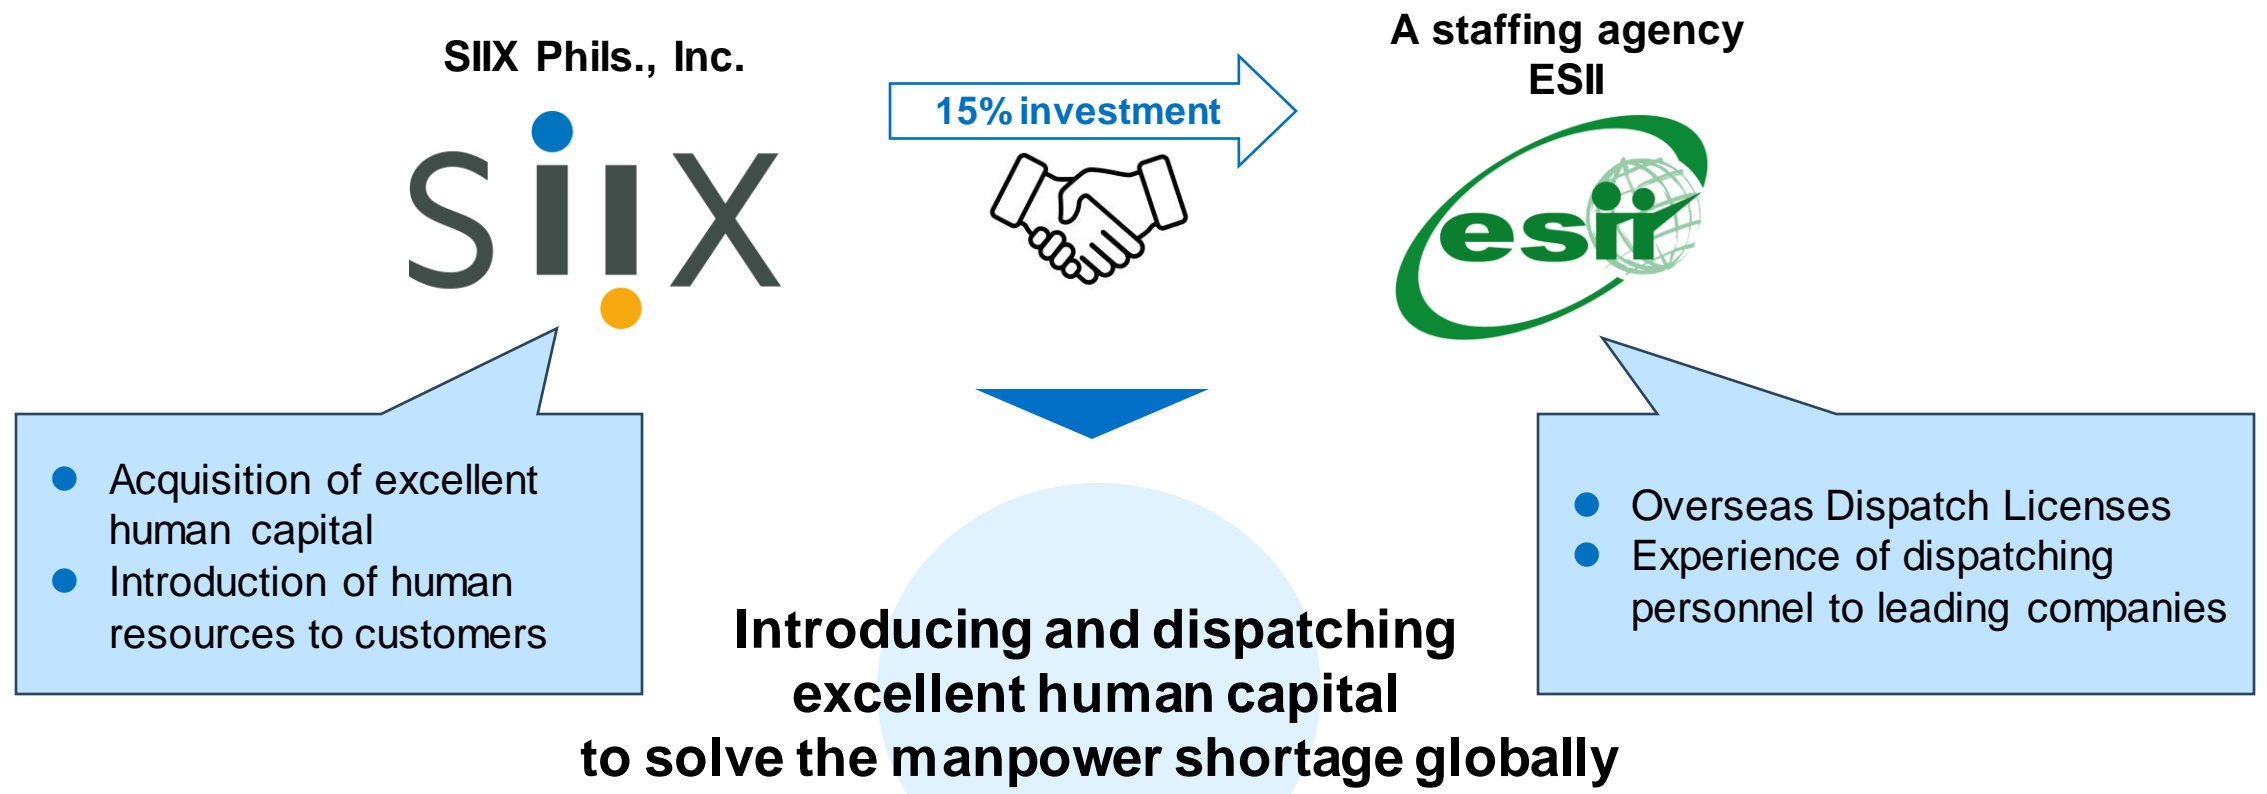 SIIX Phils., Inc.
A staffing agency
ESII
15% investment
SiiX
esii
● Acquisition of excellent
human capital
● Introduction of human
resources to customers
● Overseas Dispatch Licenses
● Experience of dispatching
personnel to leading companies
Introducing and dispatching
excellent human capital
to solve the manpower shortage globally